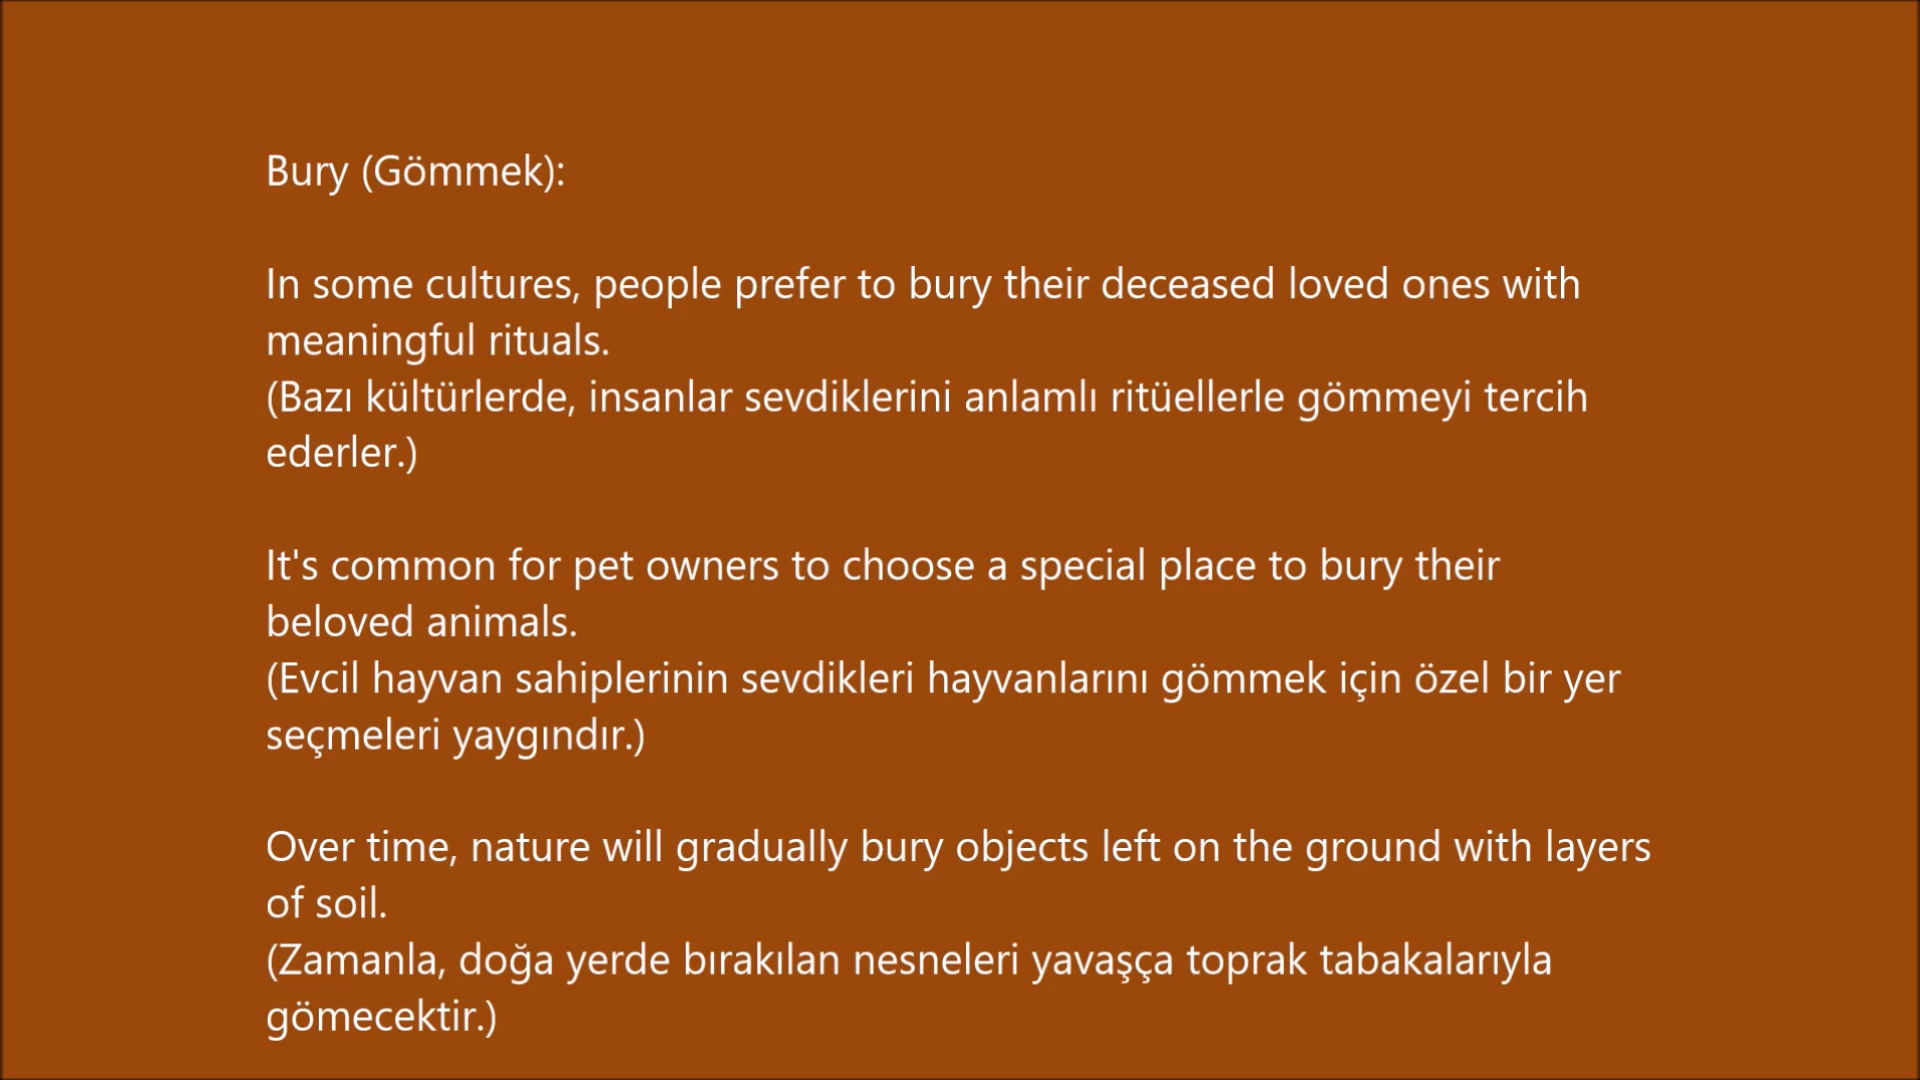 Bury (Gömmek):
In some cultures, people prefer to bury their deceased loved ones with
meaningful rituals.
(Bazı kültürlerde, insanlar sevdiklerini anlamlı ritüellerle gömmeyi tercih
ederler.)
It's common for pet owners to choose a special place to bury their
beloved animals.
(Evcil hayvan sahiplerinin sevdikleri hayvanlarını gömmek için özel bir yer
seçmeleri yaygındır.)
Over time, nature will gradually bury objects left on the ground with layers
of soil.
(Zamanla, doğa yerde bırakılan nesneleri yavaşça toprak tabakalarıyla
gömecektir.)